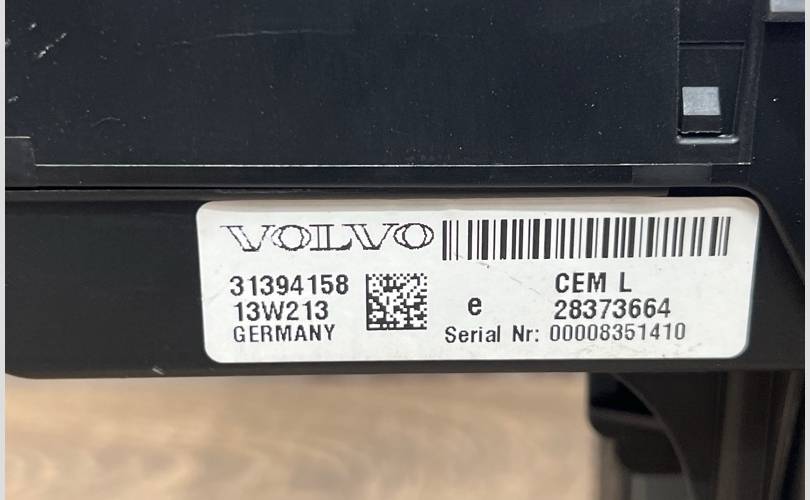 VOLVO
31394158
13W213
GERMANY
e
CEM L
28373664
Serial Nr: 00008351410